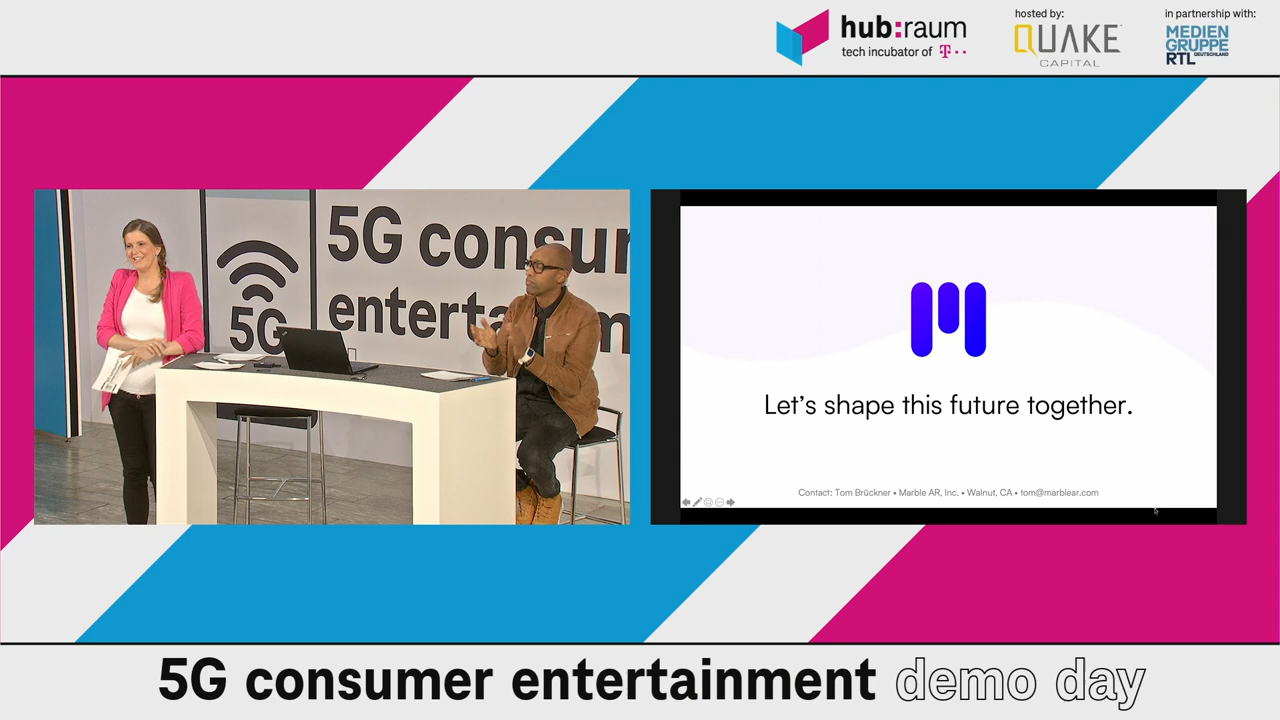 hub:raum
tech incubator of T
hosted by:
QUAKE
CAPITAL
in partnership with:
MEDIEN
GRUPPE
DEUTSCHLAND
RTL
5G
5G consum
entertainm
Let's shape this future together.
Contact: Tom Brückner • Marble AR, Inc. • Walnut, CA • tom@marblear.com
5G consumer entertainment demo day